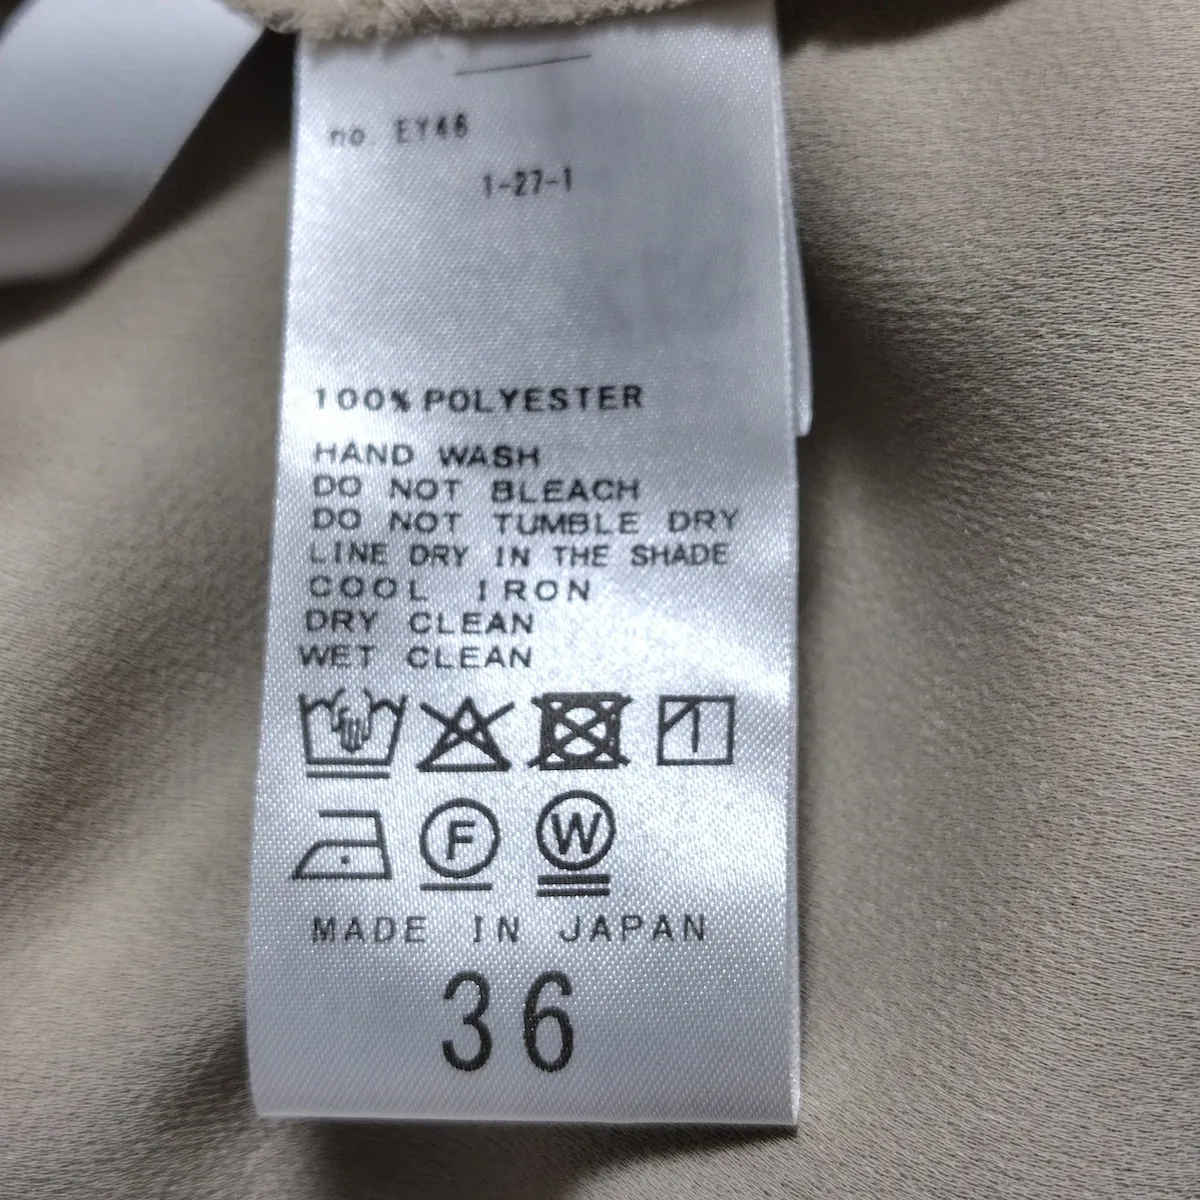 no. EY46
1-27-1
100% POLYESTER
HAND WASH
DO NOT BLEACH
DO NOT TUMBLE DRY
LINE DRY IN THE SHADE
COOL IRON
DRY CLEAN
WET CLEAN
F W
MADE IN JAPAN
36